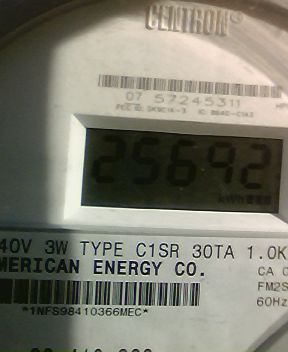 CENTRON®
07 57245311
25692
kWh
40V 3W TYPE C1SR 30TA 1.0K
MERICAN ENERGY CO.
CA 0
FM2S
60Hz
*1NFS98410366MEC*